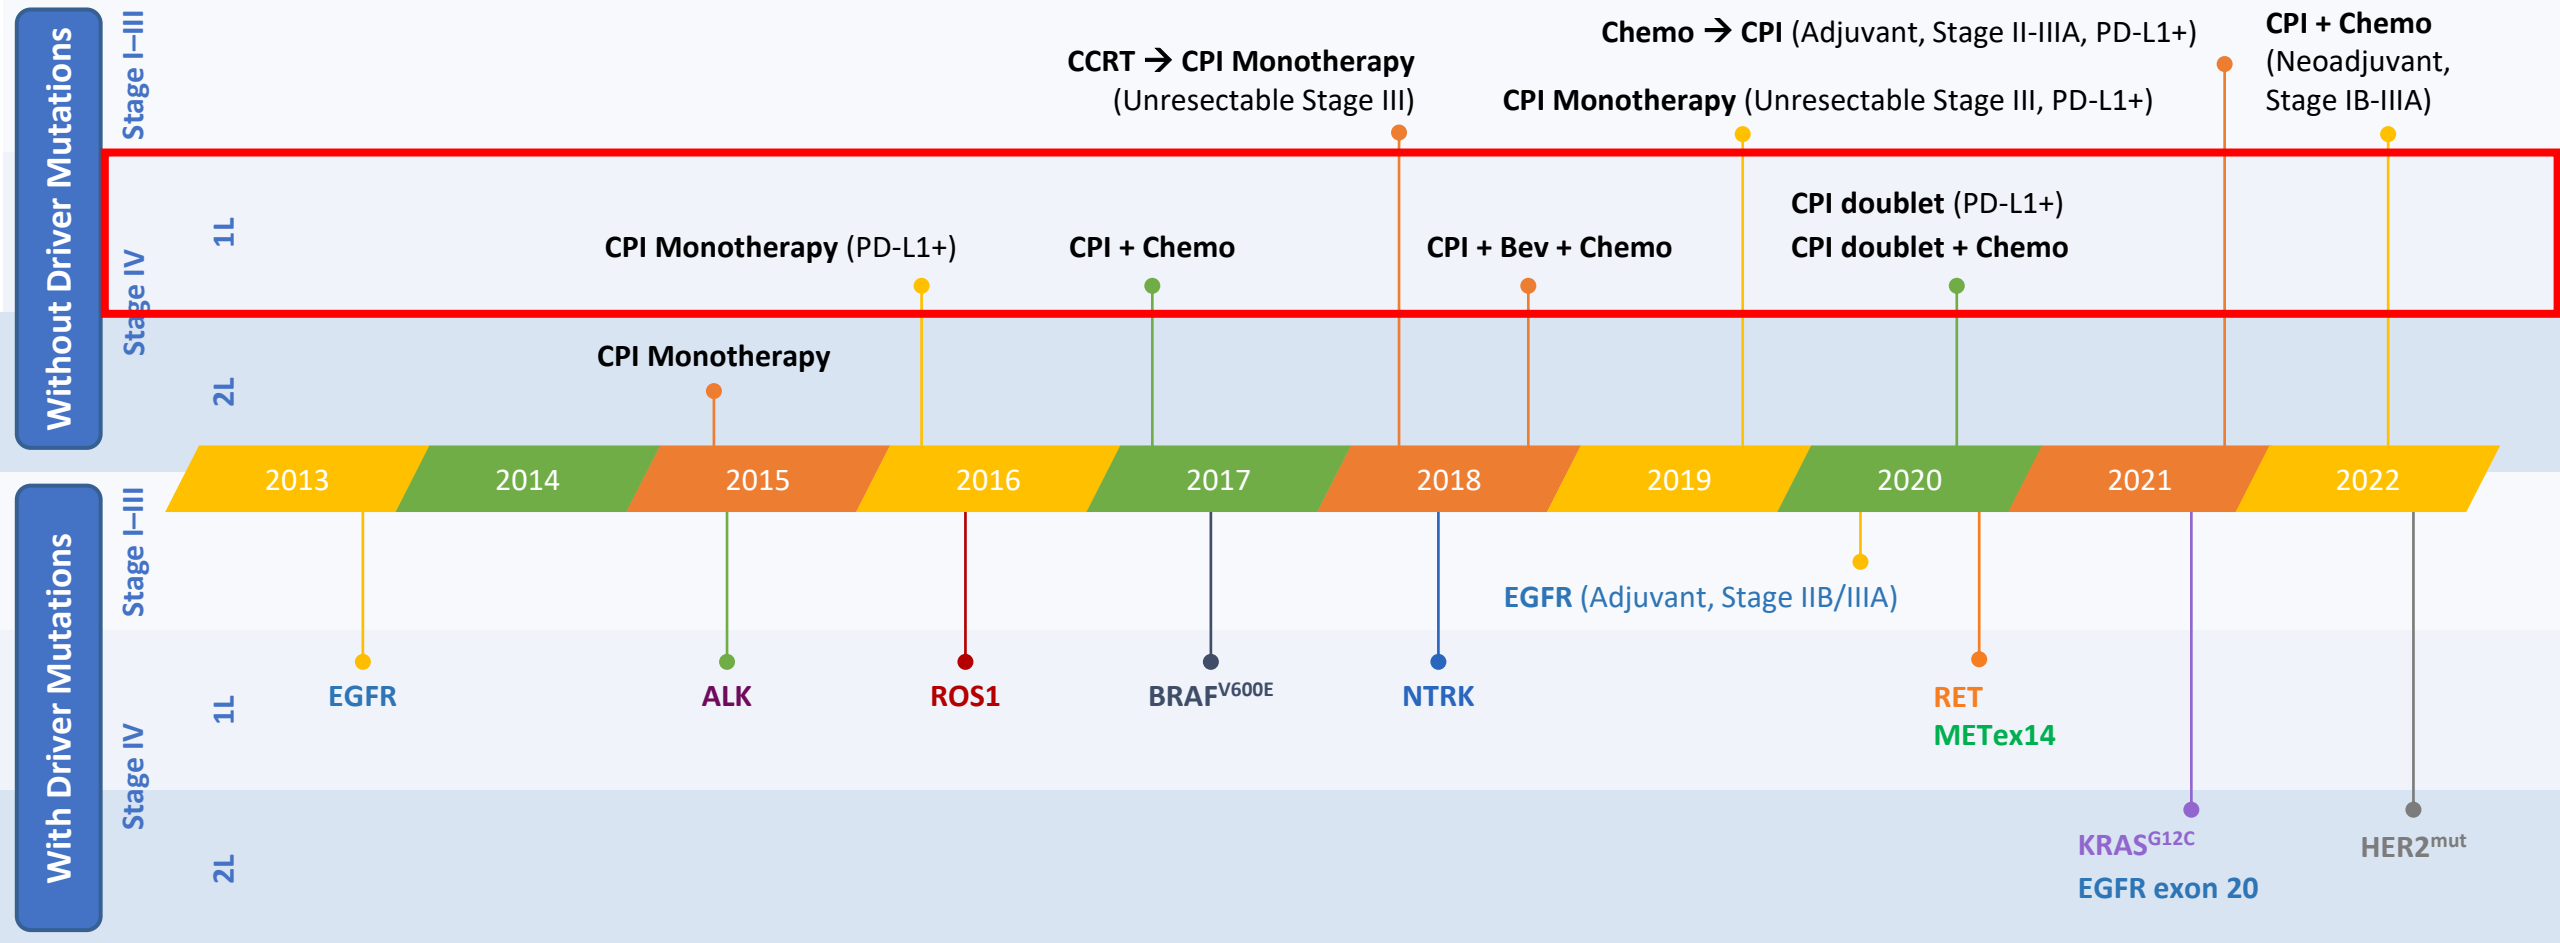 Without Driver Mutations
Stage I–III
CCRT → CPI Monotherapy
(Unresectable Stage III)
Chemo → CPI (Adjuvant, Stage II-IIIA, PD-L1+)
CPI Monotherapy (Unresectable Stage III, PD-L1+)
CPI + Chemo
(Neoadjuvant,
Stage IB-IIIA)
Stage IV
1L
CPI Monotherapy (PD-L1+)
CPI + Chemo
CPI + Bev + Chemo
CPI doublet (PD-L1+)
CPI doublet + Chemo
2L
CPI Monotherapy
2013
2014
2015
2016
2017
2018
2019
2020
2021
2022
With Driver Mutations
Stage I–III
EGFR (Adjuvant, Stage IIB/IIIA)
Stage IV
1L
EGFR
ALK
ROS1
BRAFV600E
NTRK
RET
METex14
2L
KRASG12C
EGFR exon 20
HER2mut